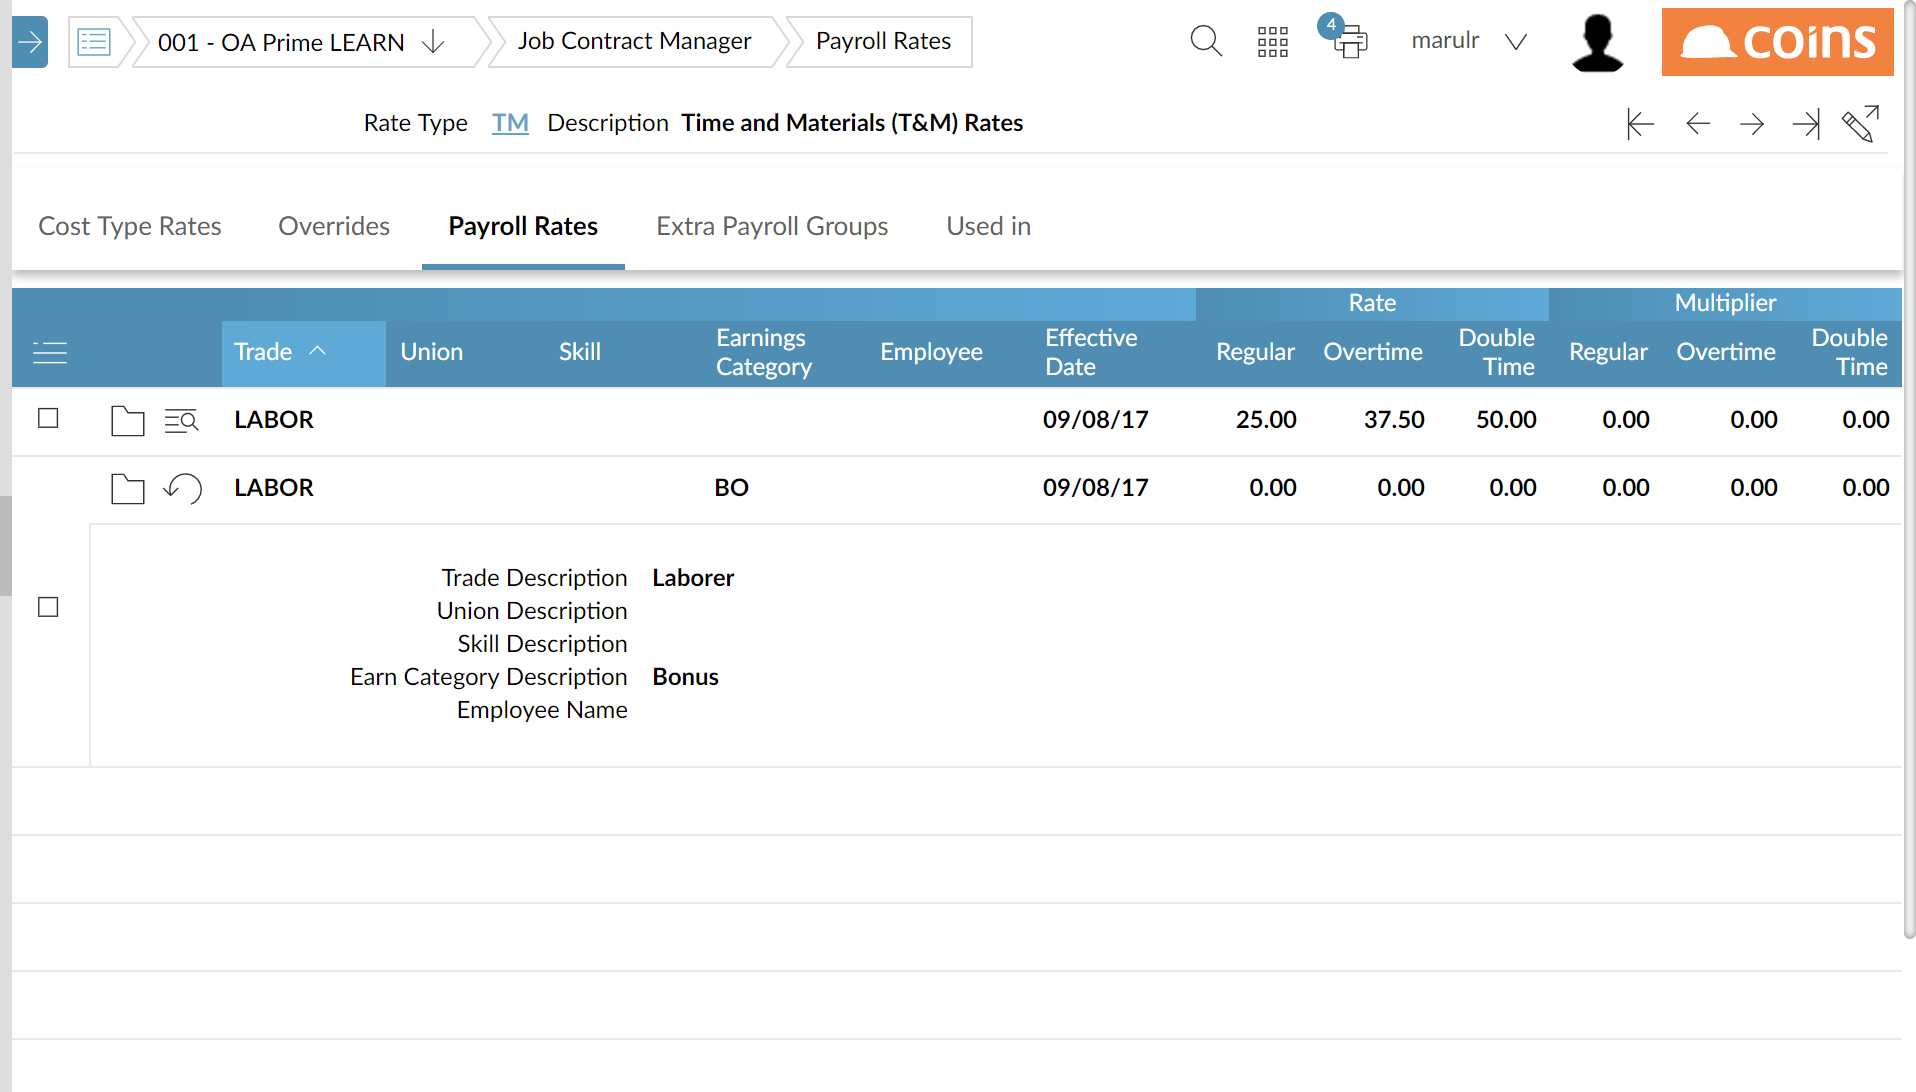 001 - OA Prime LEARN
Job Contract Manager
Payroll Rates
4
marulr
coins
Rate Type TM Description Time and Materials (T&M) Rates
Cost Type Rates Overrides Payroll Rates Extra Payroll Groups Used in
Rate Multiplier
Trade Union Skill Earnings Category Employee Effective Date Regular Overtime Double Time Regular Overtime Double Time
LABOR 09/08/17 25.00 37.50 50.00 0.00 0.00 0.00
LABOR BO 09/08/17 0.00 0.00 0.00 0.00 0.00 0.00
Trade Description Laborer
Union Description
Skill Description
Earn Category Description Bonus
Employee Name